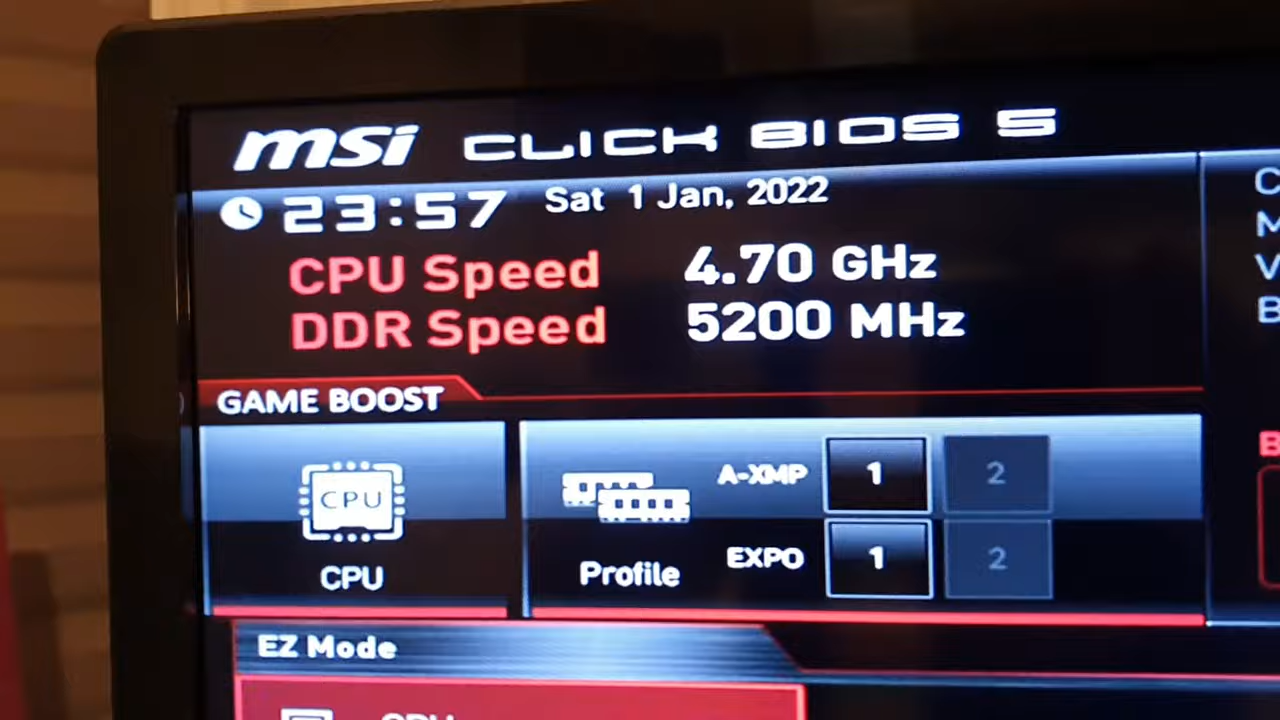 msi CLICK BIOS 5
23:57 Sat 1 Jan, 2022
CPU Speed 4.70 GHz
DDR Speed 5200 MHz
GAME BOOST
CPU
CPU
A-XMP 1 2
EXPO 1 2
Profile
EZ Mode